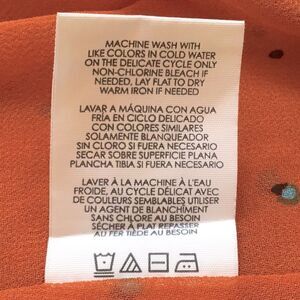 MACHINE WASH WITH
LIKE COLORS IN COLD WATER
ON THE DELICATE CYCLE ONLY
NON-CHLORINE BLEACH IF
NEEDED, LAY FLAT TO DRY
WARM IRON IF NEEDED
LAVAR A MÁQUINA CON AGUA
FRÍA EN CICLO DELICADO
CON COLORES SIMILARES
SOLAMENTE BLANQUEADOR
SIN CLORO SI FUERA NECESARIO
SECAR SOBRE SUPERFICIE PLANA
PLANCHA TIBIA SI FUERA NECESARIO
LAVER À LA MACHINE À L'EAU
FROIDE, AU CYCLE DÉLICAT AVEC
DE COULEURS SEMBLABLES UTILISER
UN AGENT DE BLANCHIMENT
SANS CHLORE AU BESOIN
SÉCHER À PLAT REPASSER
AU FER TIÈDE AU BESOIN